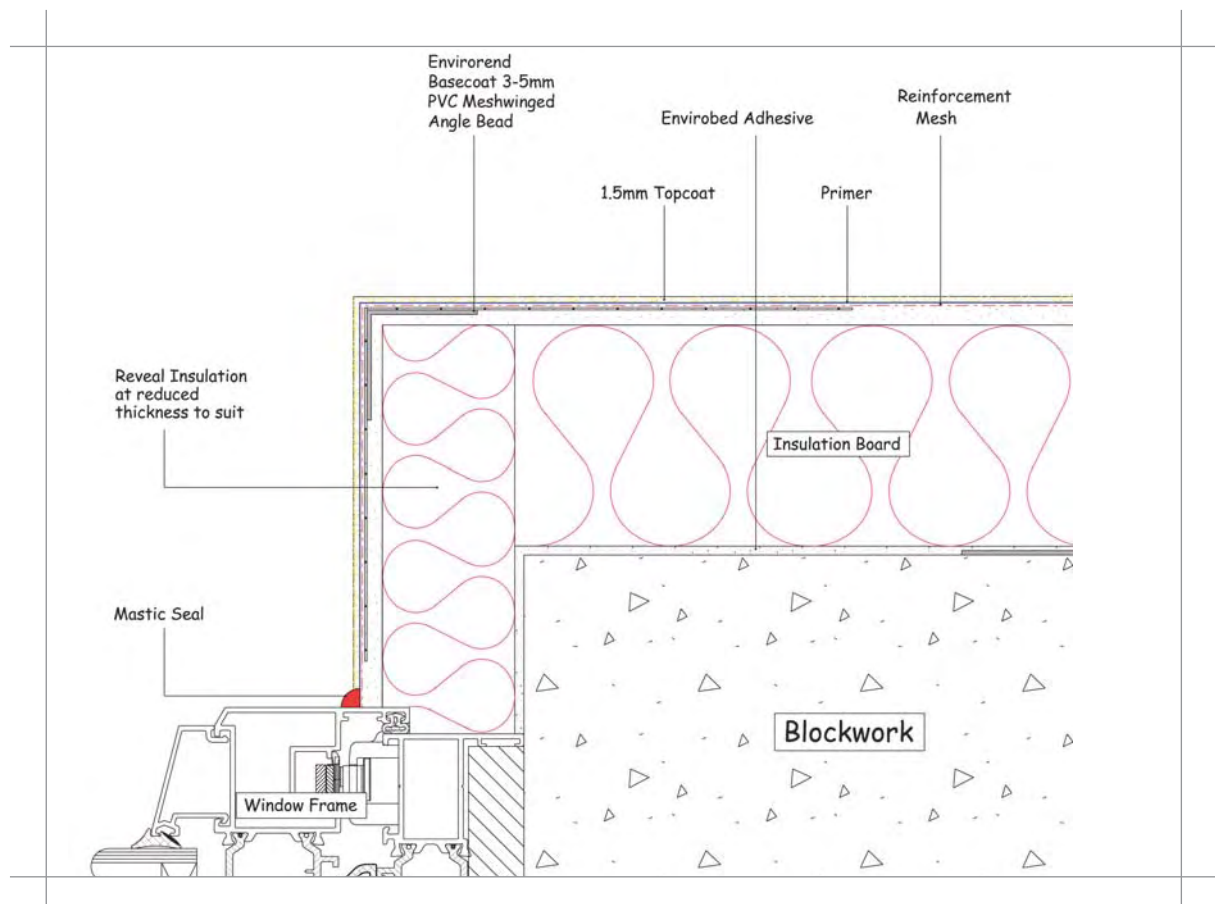 Envirorend
Basecoat 3-5mm
PVC Meshwinged
Angle Bead
Envirobed Adhesive
Reinforcement
Mesh
1.5mm Topcoat
Primer
Reveal Insulation
at reduced
thickness to suit
Insulation Board
Mastic Seal
Blockwork
Window Frame